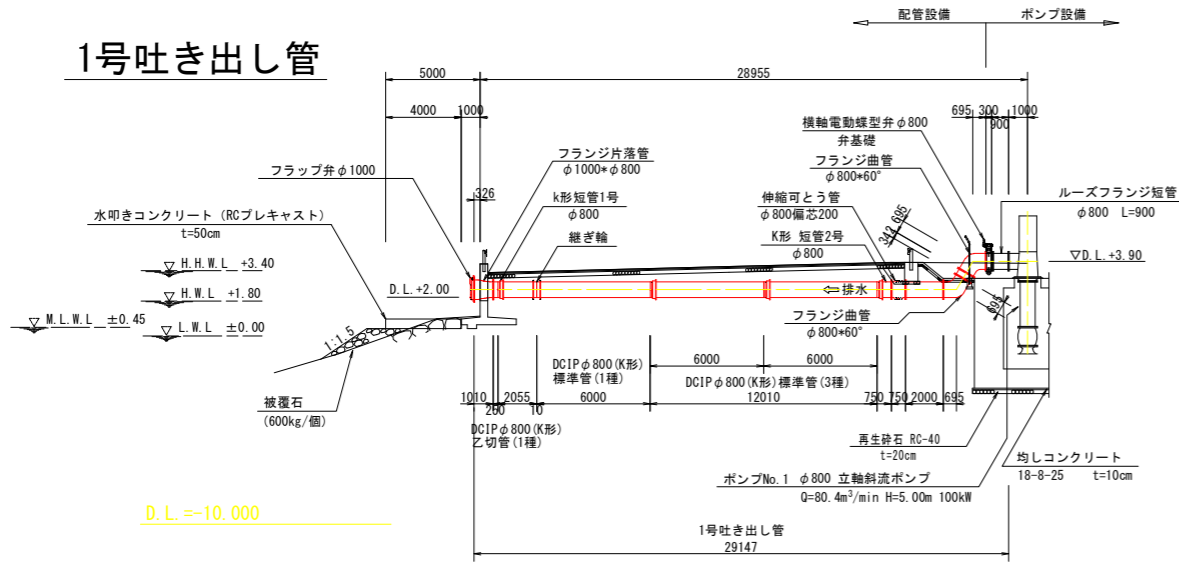 配管設備
ポンプ設備
1号吐き出し管
5000
28955
4000
1000
695
300
1000
900
横軸電動蝶型弁φ800
弁基礎
フランジ片落管
φ1000*φ800
フランジ曲管
φ800*60°
フラップ弁φ1000
326
k形短管1号
φ800
伸縮可とう管
φ800偏芯200
342
695
ルーズフランジ短管
φ800 L=900
水叩きコンクリート (RCプレキャスト)
t=50cm
継ぎ輪
K形 短管2号
φ800
H.H.W.L +3.40
▽D.L.+3.90
H.W.L +1.80
D.L.+2.00
⇦排水
M.L.W.L ±0.45
L.W.L ±0.00
695
フランジ曲管
φ800*60°
1:1.5
DCIPφ800(K形)
標準管(1種)
6000
6000
DCIPφ800(K形)標準管(3種)
被覆石
(600kg/個)
1010
2055
6000
12010
750
750
2000
695
10
DCIPφ800(K形)
乙切管(1種)
再生砕石 RC-40
t=20cm
均しコンクリート
18-8-25 t=10cm
ポンプNo.1 φ800 立軸斜流ポンプ
Q=80.4m³/min H=5.00m 100kW
D.L.=-10.000
1号吐き出し管
29147